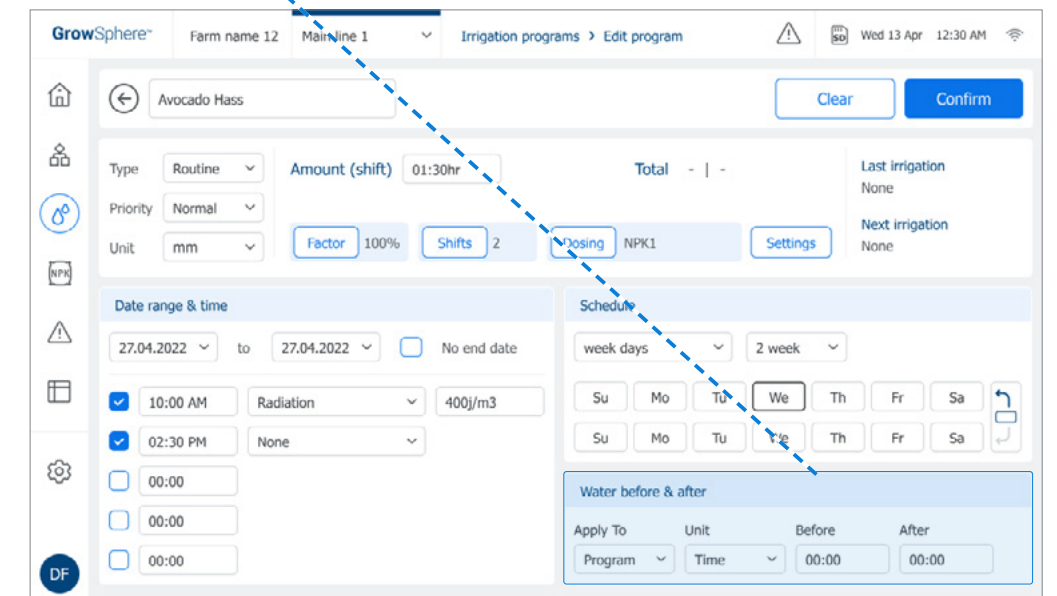 GrowSphere™ Farm name 12 Main line 1 Irrigation programs > Edit program SD Wed 13 Apr 12:30 AM
Avocado Hass Clear Confirm
Type Routine Amount (shift) 01:30hr Total - | - Last irrigation
None
Priority Normal
Next irrigation
Unit mm Factor 100% Shifts 2 Dosing NPK1 Settings None
NPK
Date range & time Schedule
27.04.2022 to 27.04.2022 No end date week days 2 week
10:00 AM Radiation 400j/m3 Su Mo Tu We Th Fr Sa
02:30 PM None Su Mo Tu We Th Fr Sa
00:00
Water before & after
00:00 Apply To Unit Before After
00:00 Program Time 00:00 00:00
DF